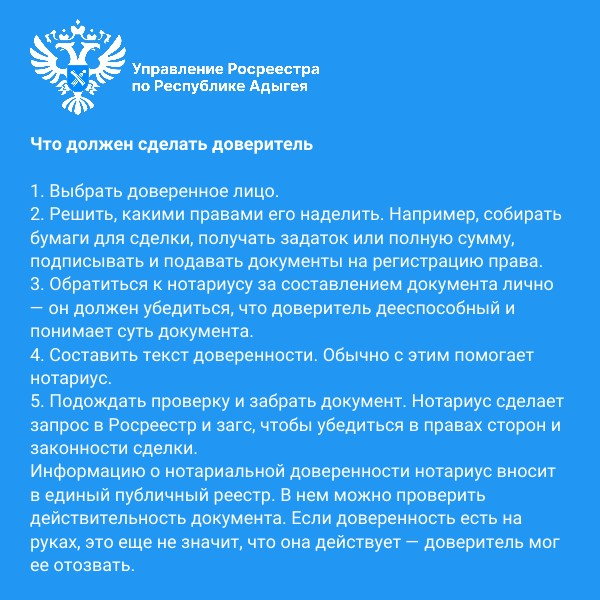 Управление Росреестра
по Республике Адыгея
Что должен сделать доверитель
1. Выбрать доверенное лицо.
2. Решить, какими правами его наделить. Например, собирать
бумаги для сделки, получать задаток или полную сумму,
подписывать и подавать документы на регистрацию права.
3. Обратиться к нотариусу за составлением документа лично
— он должен убедиться, что доверитель дееспособный и
понимает суть документа.
4. Составить текст доверенности. Обычно с этим помогает
нотариус.
5. Подождать проверку и забрать документ. Нотариус сделает
запрос в Росреестр и загс, чтобы убедиться в правах сторон и
законности сделки.
Информацию о нотариальной доверенности нотариус вносит
в единый публичный реестр. В нем можно проверить
действительность документа. Если доверенность есть на
руках, это еще не значит, что она действует — доверитель мог
ее отозвать.